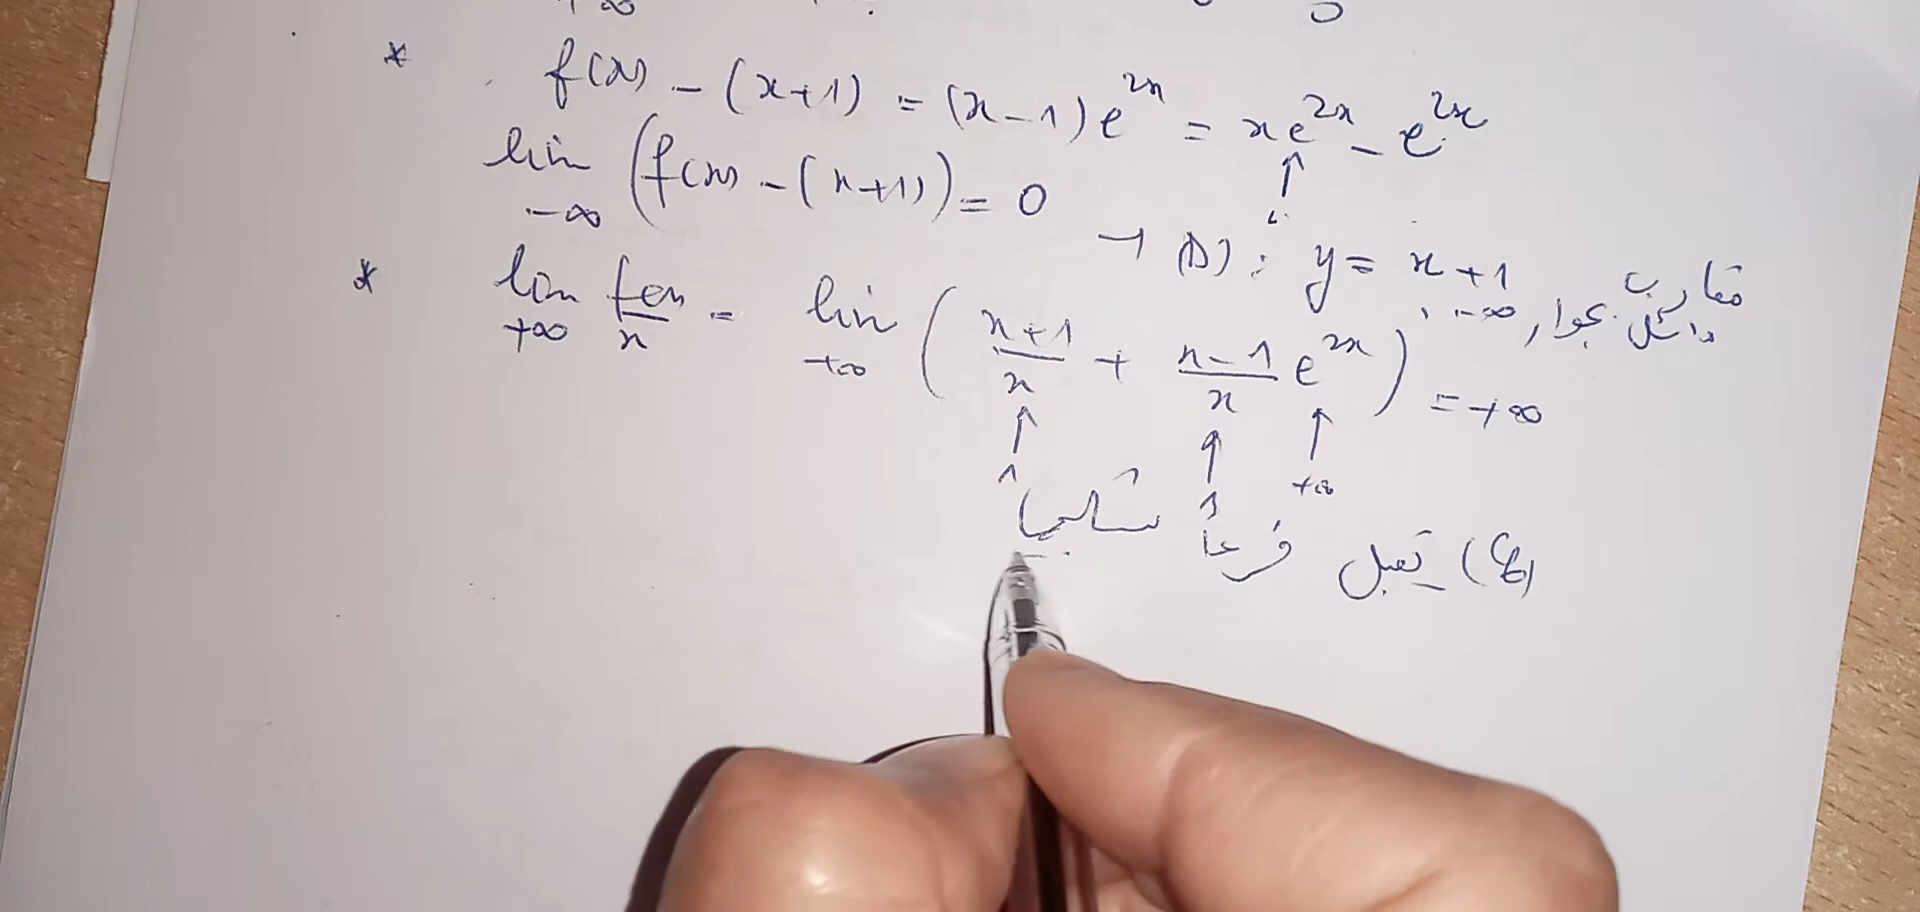 +∞
* f(x) - (x+1) = (x-1)e^{2x} = xe^{2x} - e^{2x}
lim_{-∞} (f(x) - (x+1)) = 0 ↑
→ (D) : y = x+1 مقارب
مائل بجوار -∞
* lim_{+∞} f(x)/x = lim_{+∞} ( (x+1)/x + (x-1)/x e^{2x} ) = +∞
↑ ↑ ↑
1 1 +∞
(C_f) تقبل فرعاً شلجميا